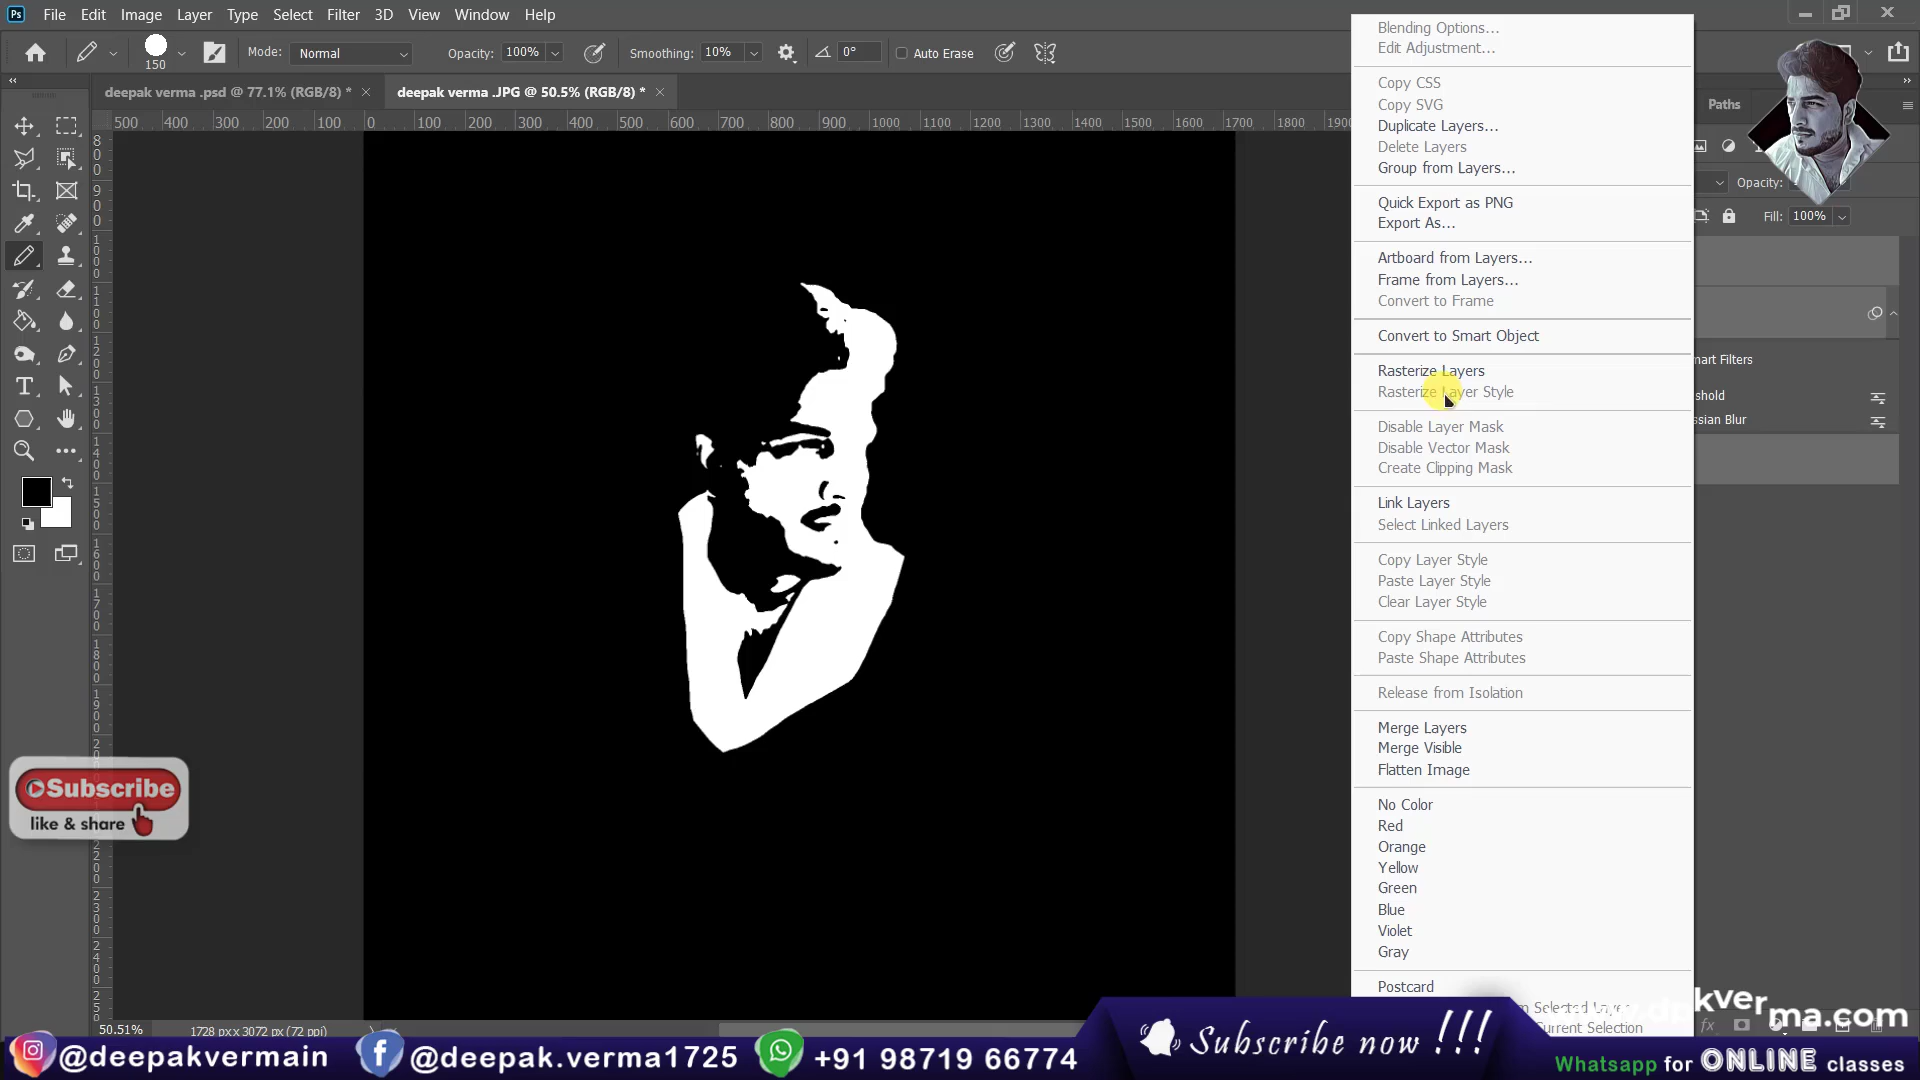 File Edit Image Layer Type Select Filter 3D View Window Help
150 Mode: Normal Opacity: 100% Smoothing: 10% 0° Auto Erase
deepak verma .psd @ 77.1% (RGB/8) * deepak verma .JPG @ 50.5% (RGB/8) *
500 400 300 200 100 0 100 200 300 400 500 600 700 800 900 1000 1100 1200 1300 1400 1500 1600 1700 1800
Paths
Opacity:
Fill: 100%
mart Filters
shold
ssian Blur
Blending Options...
Edit Adjustment...
Copy CSS
Copy SVG
Duplicate Layers...
Delete Layers
Group from Layers...
Quick Export as PNG
Export As...
Artboard from Layers...
Frame from Layers...
Convert to Frame
Convert to Smart Object
Rasterize Layers
Rasterize Layer Style
Disable Layer Mask
Disable Vector Mask
Create Clipping Mask
Link Layers
Select Linked Layers
Copy Layer Style
Paste Layer Style
Clear Layer Style
Copy Shape Attributes
Paste Shape Attributes
Release from Isolation
Merge Layers
Merge Visible
Flatten Image
No Color
Red
Orange
Yellow
Green
Blue
Violet
Gray
Postcard
Selected
Current Selection
Subscribe
like & share
50.51% 1728 px x 3072 px (72 ppi)
@deepakvermain @deepak.verma1725 +91 98719 66774
Subscribe now !!!
Whatsapp for ONLINE classes